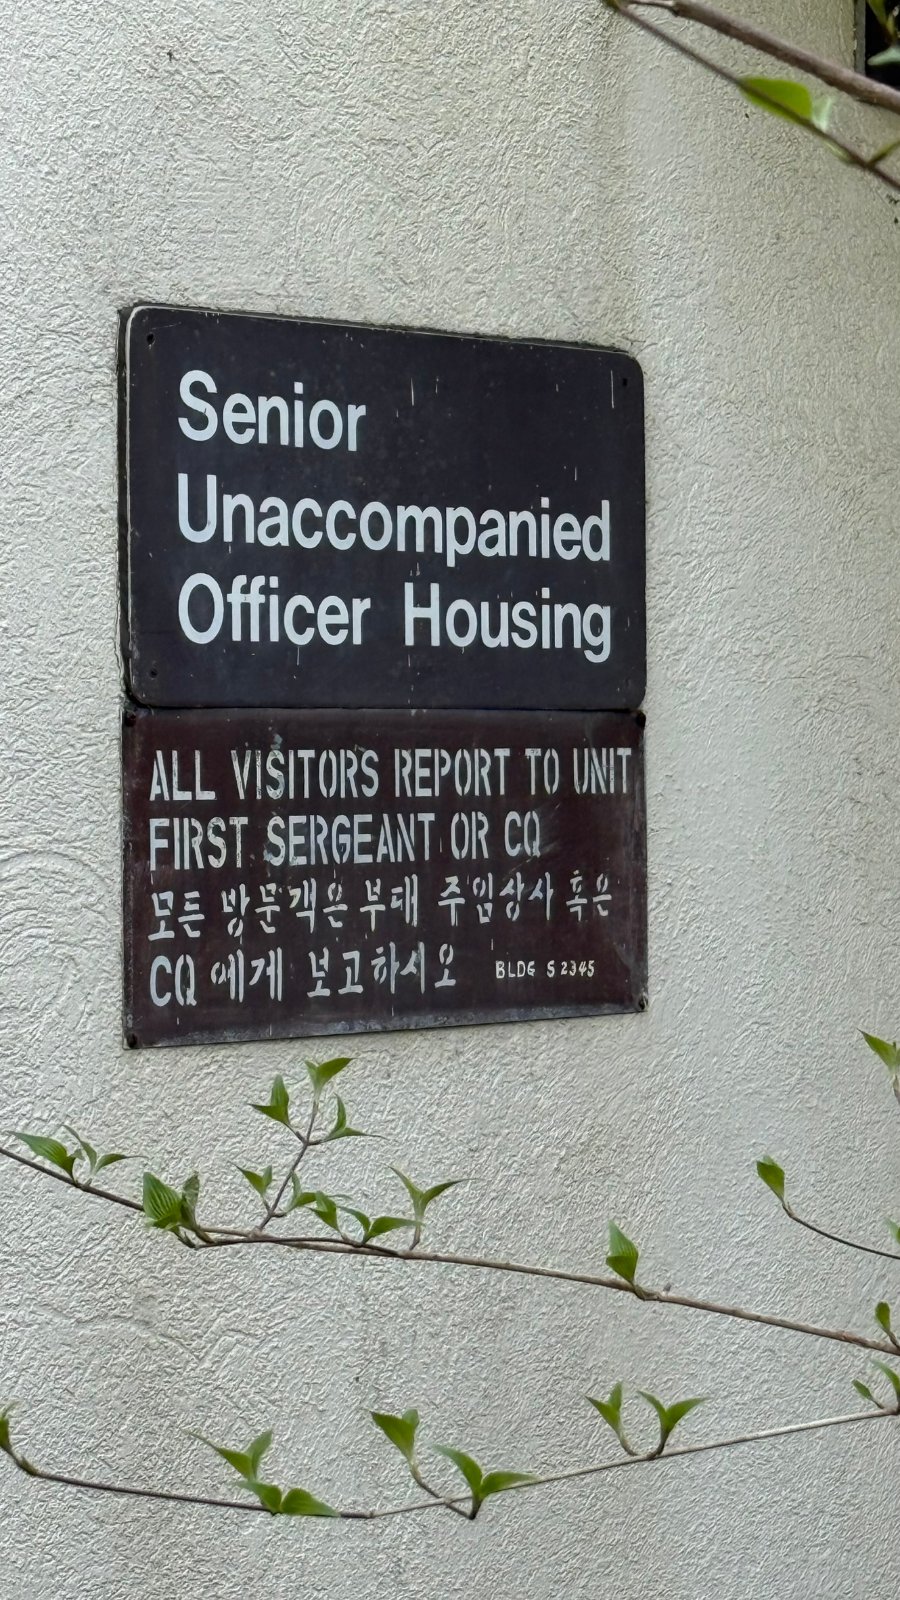 Senior
Unaccompanied
Officer Housing
ALL VISITORS REPORT TO UNIT
FIRST SERGEANT OR CQ
모든 방문객은 부대 주임상사 혹은
CQ 에게 보고하시오 BLDG S 2345